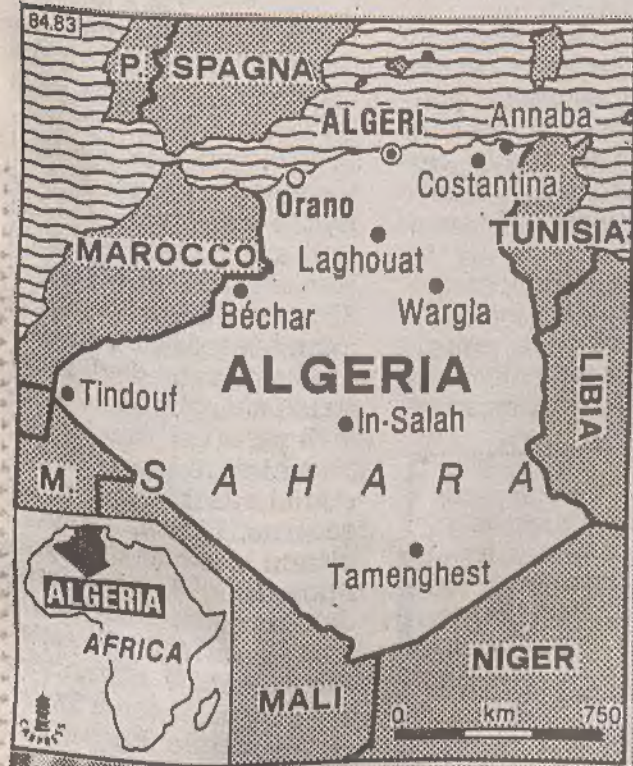 84.83
P. SPAGNA
ALGERI
Annaba
Orano
Costantina
MAROCCO
TUNISIA
Laghouat
Béchar
Wargla
ALGERIA
LIBIA
Tindouf
In-Salah
M.
SAHARA
Tamenghest
ALGERIA
AFRICA
NIGER
MALI
0 km 750